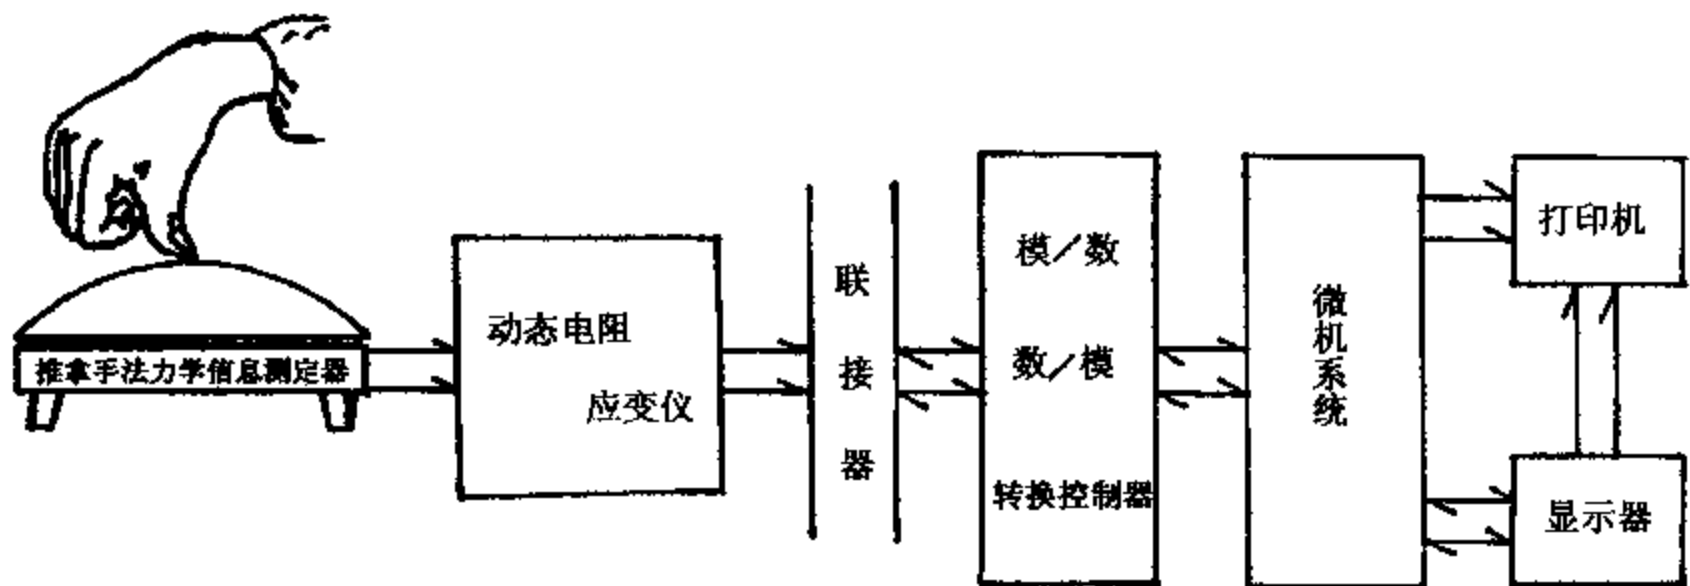 推拿手法力学信息测定器
动态电阻
应变仪
联接器
模／数
数／模
转换控制器
微机系统
打印机
显示器